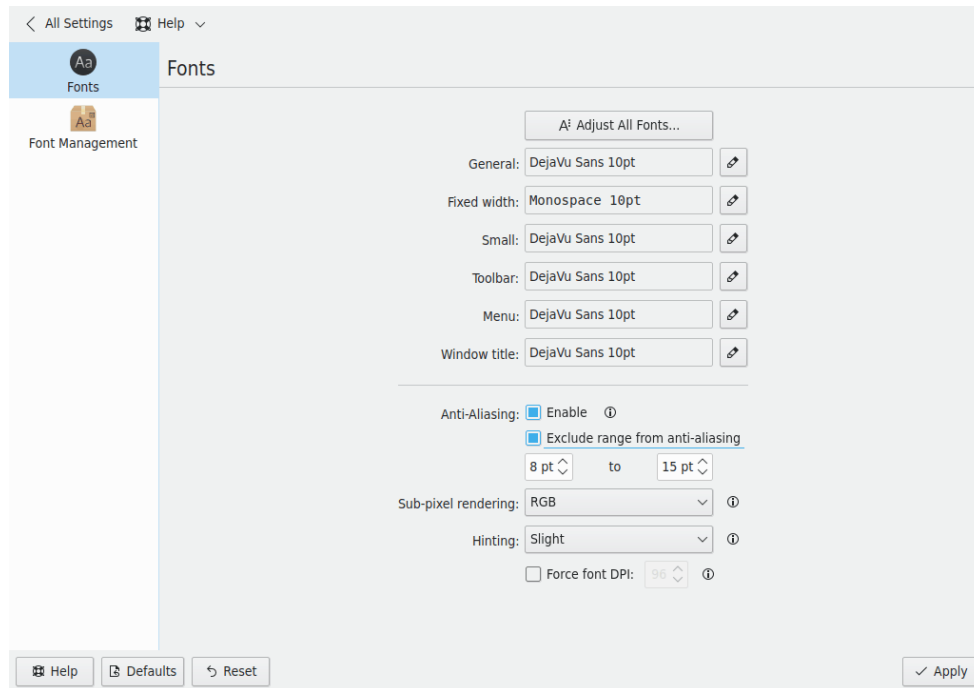 All Settings Help
Fonts
Font Management
Fonts
Adjust All Fonts...
General: DejaVu Sans 10pt
Fixed width: Monospace 10pt
Small: DejaVu Sans 10pt
Toolbar: DejaVu Sans 10pt
Menu: DejaVu Sans 10pt
Window title: DejaVu Sans 10pt
Anti-Aliasing: Enable
Exclude range from anti-aliasing
8 pt to 15 pt
Sub-pixel rendering: RGB
Hinting: Slight
Force font DPI: 96
Help Defaults Reset Apply